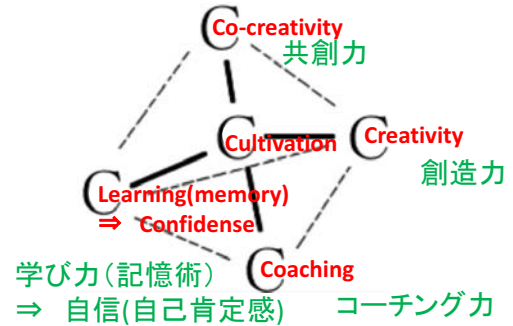 C Co-creativity
共創力
C Cultivation
C Creativity
創造力
C Learning(memory)
⇒ Confidense
C Coaching
学び力(記憶術)
⇒ 自信(自己肯定感)
コーチング力